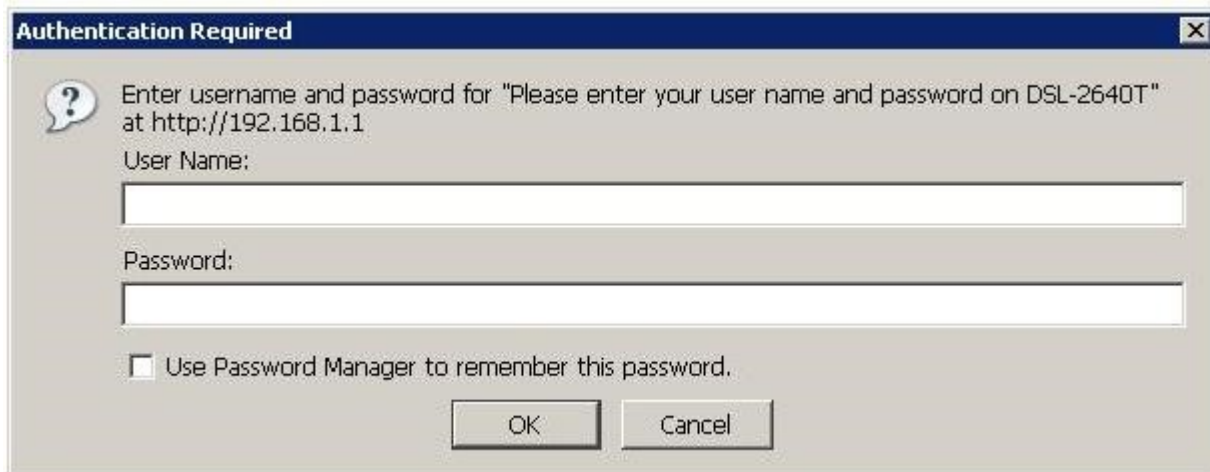 Authentication Required
Enter username and password for "Please enter your user name and password on DSL-2640T"
at http://192.168.1.1
User Name:
Password:
Use Password Manager to remember this password.
OK
Cancel